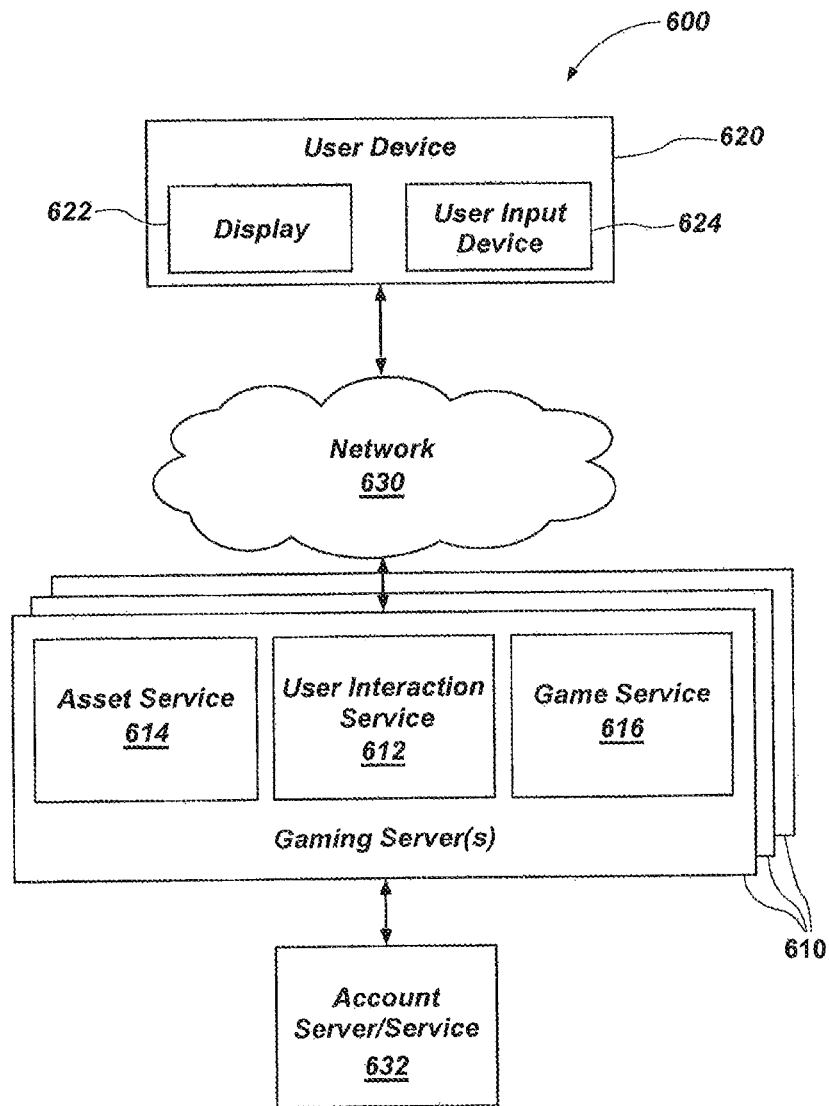 600
User Device
620
622
Display
User Input
Device
624
Network
630
Asset Service
614
User Interaction
Service
612
Game Service
616
Gaming Server(s)
610
Account
Server/Service
632